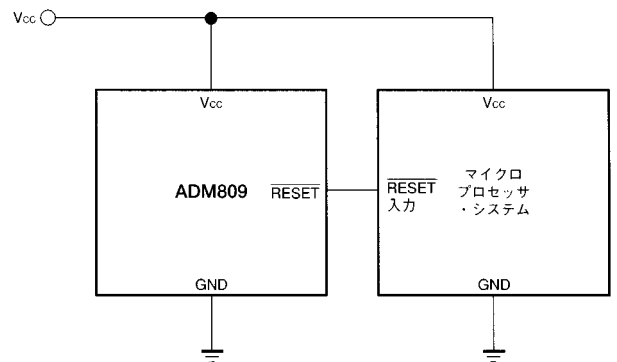 Vcc
Vcc
Vcc
ADM809
RESET
RESET
入力
マイクロ
プロセッサ
・システム
GND
GND